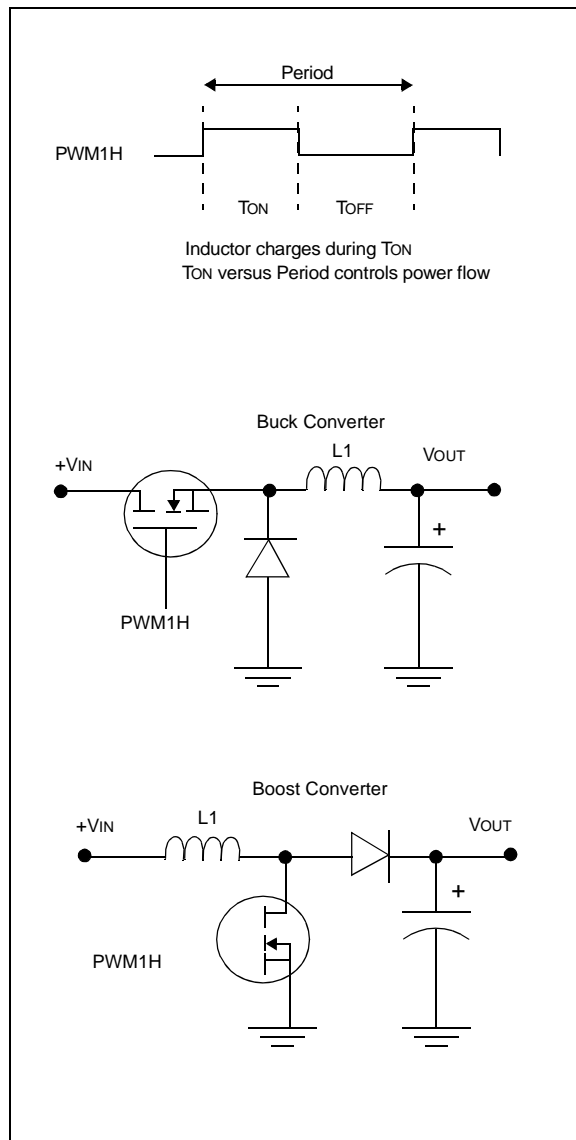 Period
PWM1H
TON
TOFF
Inductor charges during TON
TON versus Period controls power flow
Buck Converter
+VIN
L1
VOUT
+
PWM1H
Boost Converter
+VIN
L1
VOUT
+
PWM1H